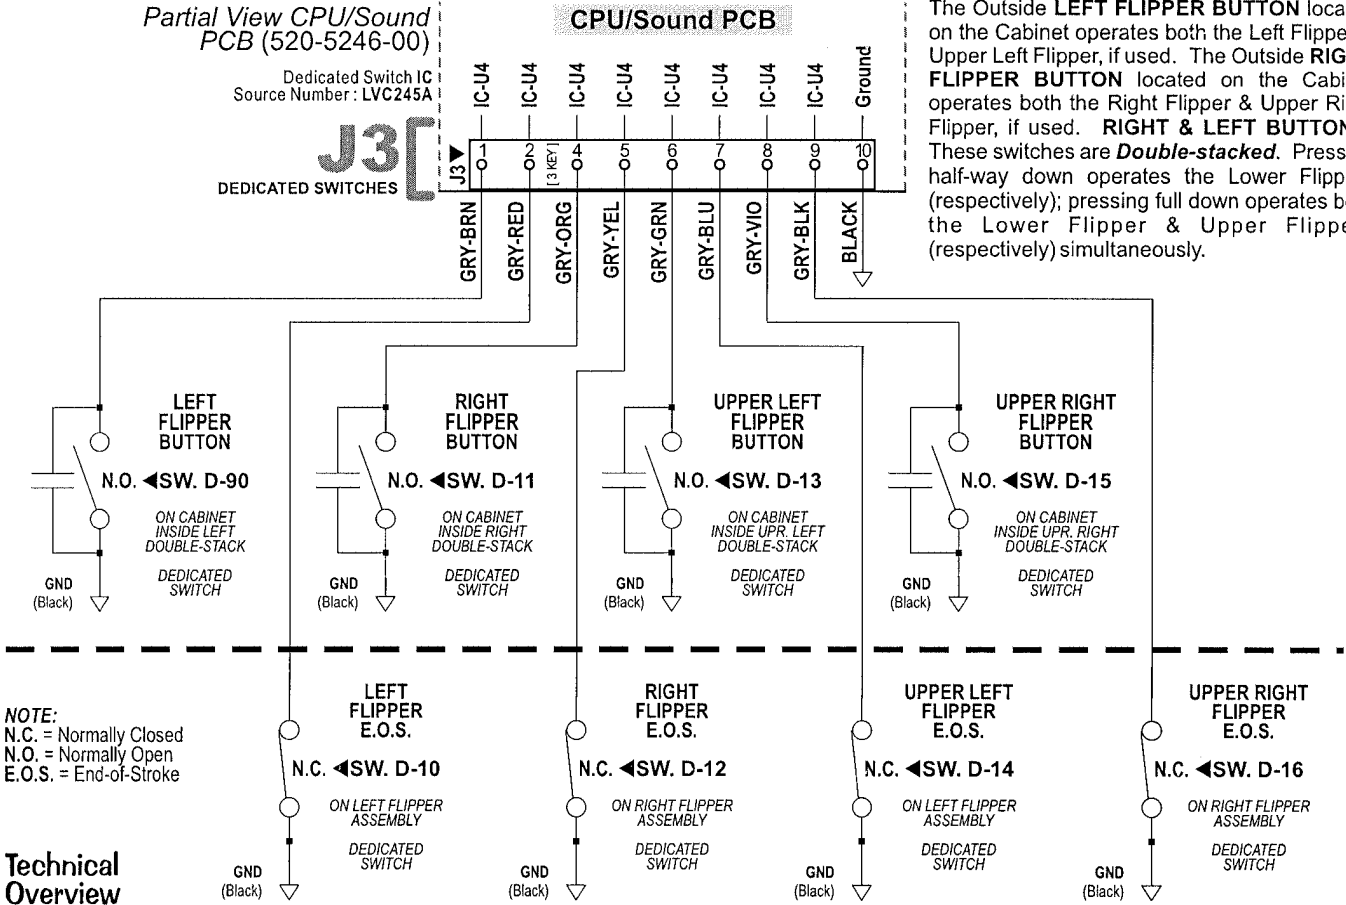 Partial View CPU/Sound
PCB (520-5246-00)
Dedicated Switch IC
Source Number : LVC245A
J3
DEDICATED SWITCHES
CPU/Sound PCB
IC-U4
IC-U4
IC-U4
IC-U4
IC-U4
IC-U4
IC-U4
IC-U4
Ground
J3
1
2
[ 3 KEY ]
4
5
6
7
8
9
10
GRY-BRN
GRY-RED
GRY-ORG
GRY-YEL
GRY-GRN
GRY-BLU
GRY-VIO
GRY-BLK
BLACK
The Outside LEFT FLIPPER BUTTON loca
on the Cabinet operates both the Left Flippe
Upper Left Flipper, if used. The Outside RIG
FLIPPER BUTTON located on the Cabi
operates both the Right Flipper & Upper Ri
Flipper, if used. RIGHT & LEFT BUTTON
These switches are Double-stacked. Press
half-way down operates the Lower Flipp
(respectively); pressing full down operates b
the Lower Flipper & Upper Flippe
(respectively) simultaneously.
LEFT
FLIPPER
BUTTON
N.O. ◀SW. D-90
ON CABINET
INSIDE LEFT
DOUBLE-STACK
DEDICATED
SWITCH
GND
(Black)
RIGHT
FLIPPER
BUTTON
N.O. ◀SW. D-11
ON CABINET
INSIDE RIGHT
DOUBLE-STACK
DEDICATED
SWITCH
GND
(Black)
UPPER LEFT
FLIPPER
BUTTON
N.O. ◀SW. D-13
ON CABINET
INSIDE UPR. LEFT
DOUBLE-STACK
DEDICATED
SWITCH
GND
(Black)
UPPER RIGHT
FLIPPER
BUTTON
N.O. ◀SW. D-15
ON CABINET
INSIDE UPR. RIGHT
DOUBLE-STACK
DEDICATED
SWITCH
GND
(Black)
NOTE:
N.C. = Normally Closed
N.O. = Normally Open
E.O.S. = End-of-Stroke
LEFT
FLIPPER
E.O.S.
N.C. ◀SW. D-10
ON LEFT FLIPPER
ASSEMBLY
DEDICATED
SWITCH
GND
(Black)
RIGHT
FLIPPER
E.O.S.
N.C. ◀SW. D-12
ON RIGHT FLIPPER
ASSEMBLY
DEDICATED
SWITCH
GND
(Black)
UPPER LEFT
FLIPPER
E.O.S.
N.C. ◀SW. D-14
ON LEFT FLIPPER
ASSEMBLY
DEDICATED
SWITCH
GND
(Black)
UPPER RIGHT
FLIPPER
E.O.S.
N.C. ◀SW. D-16
ON RIGHT FLIPPER
ASSEMBLY
DEDICATED
SWITCH
GND
(Black)
Technical
Overview